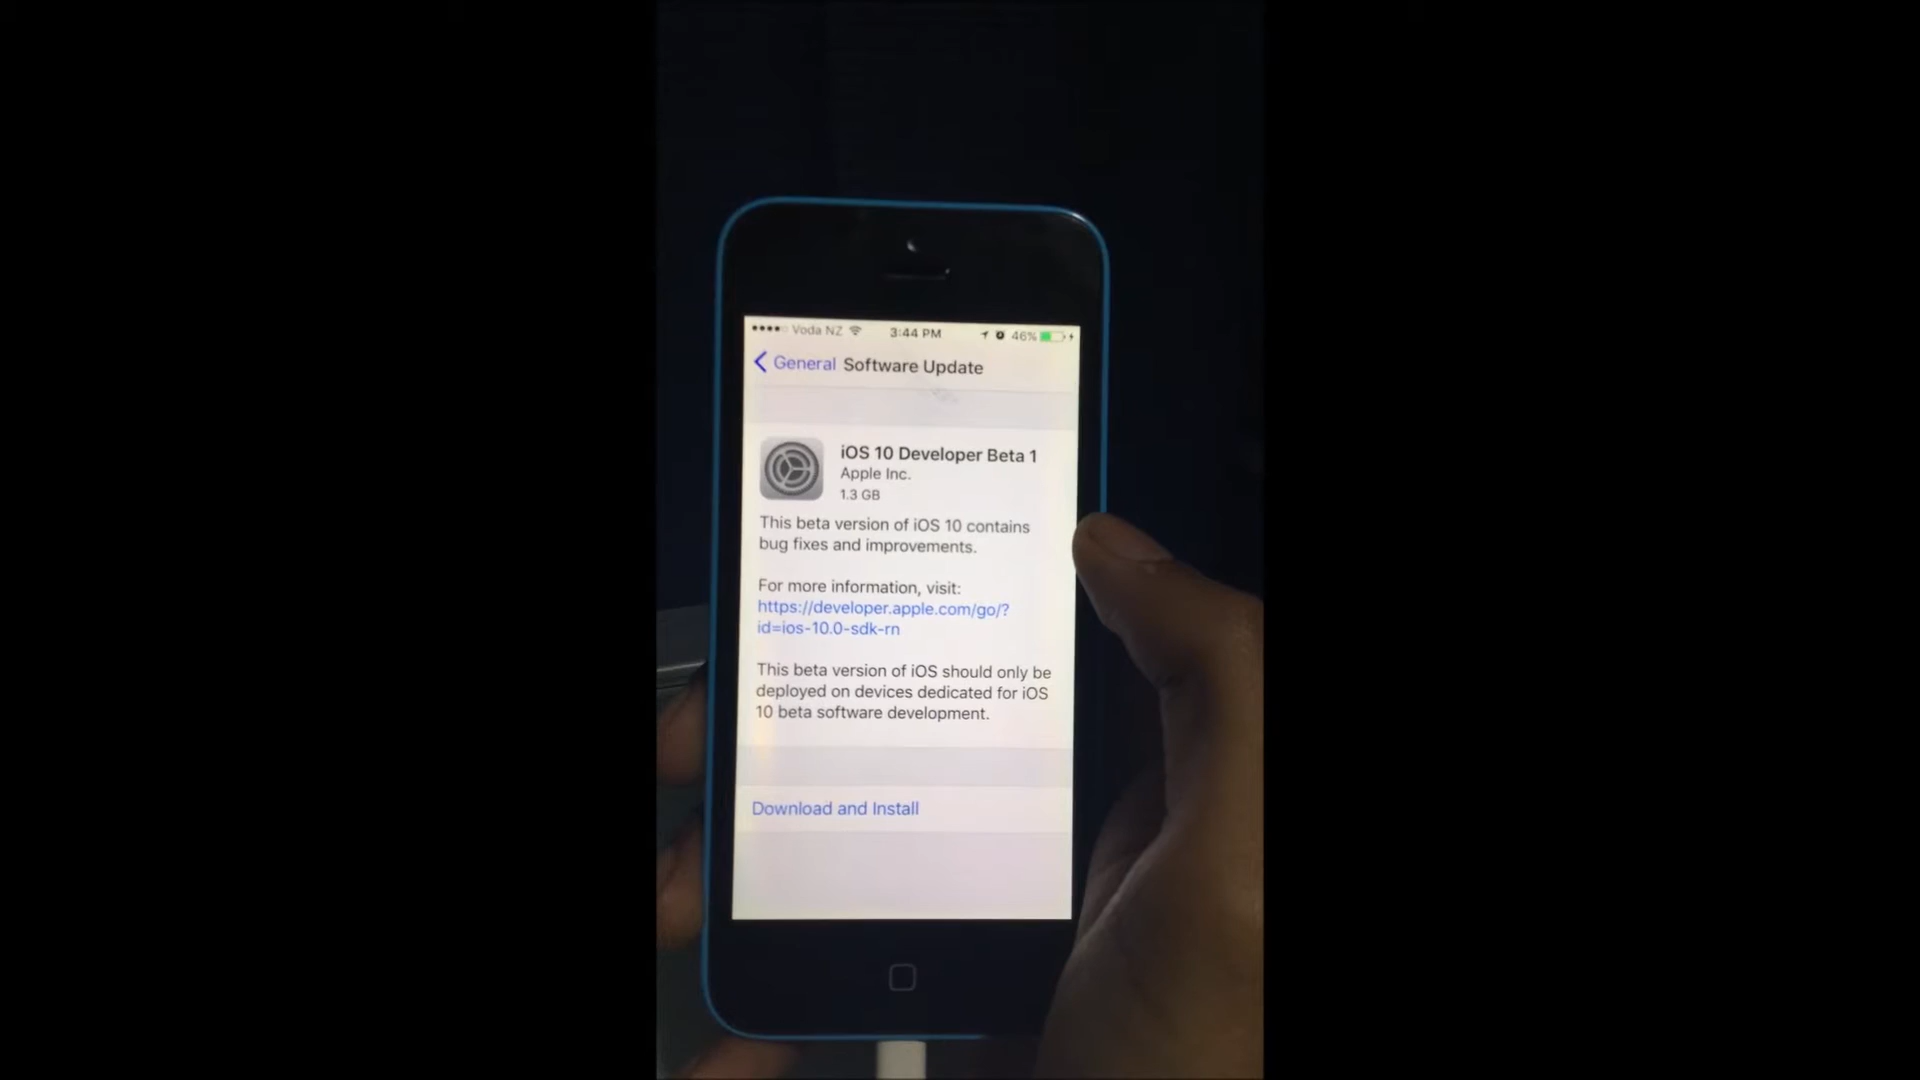 Voda NZ 3:44 PM 46%
General Software Update
iOS 10 Developer Beta 1
Apple Inc.
1.3 GB
This beta version of iOS 10 contains
bug fixes and improvements.
For more information, visit:
https://developer.apple.com/go/?
id=ios-10.0-sdk-rn
This beta version of iOS should only be
deployed on devices dedicated for iOS
10 beta software development.
Download and Install